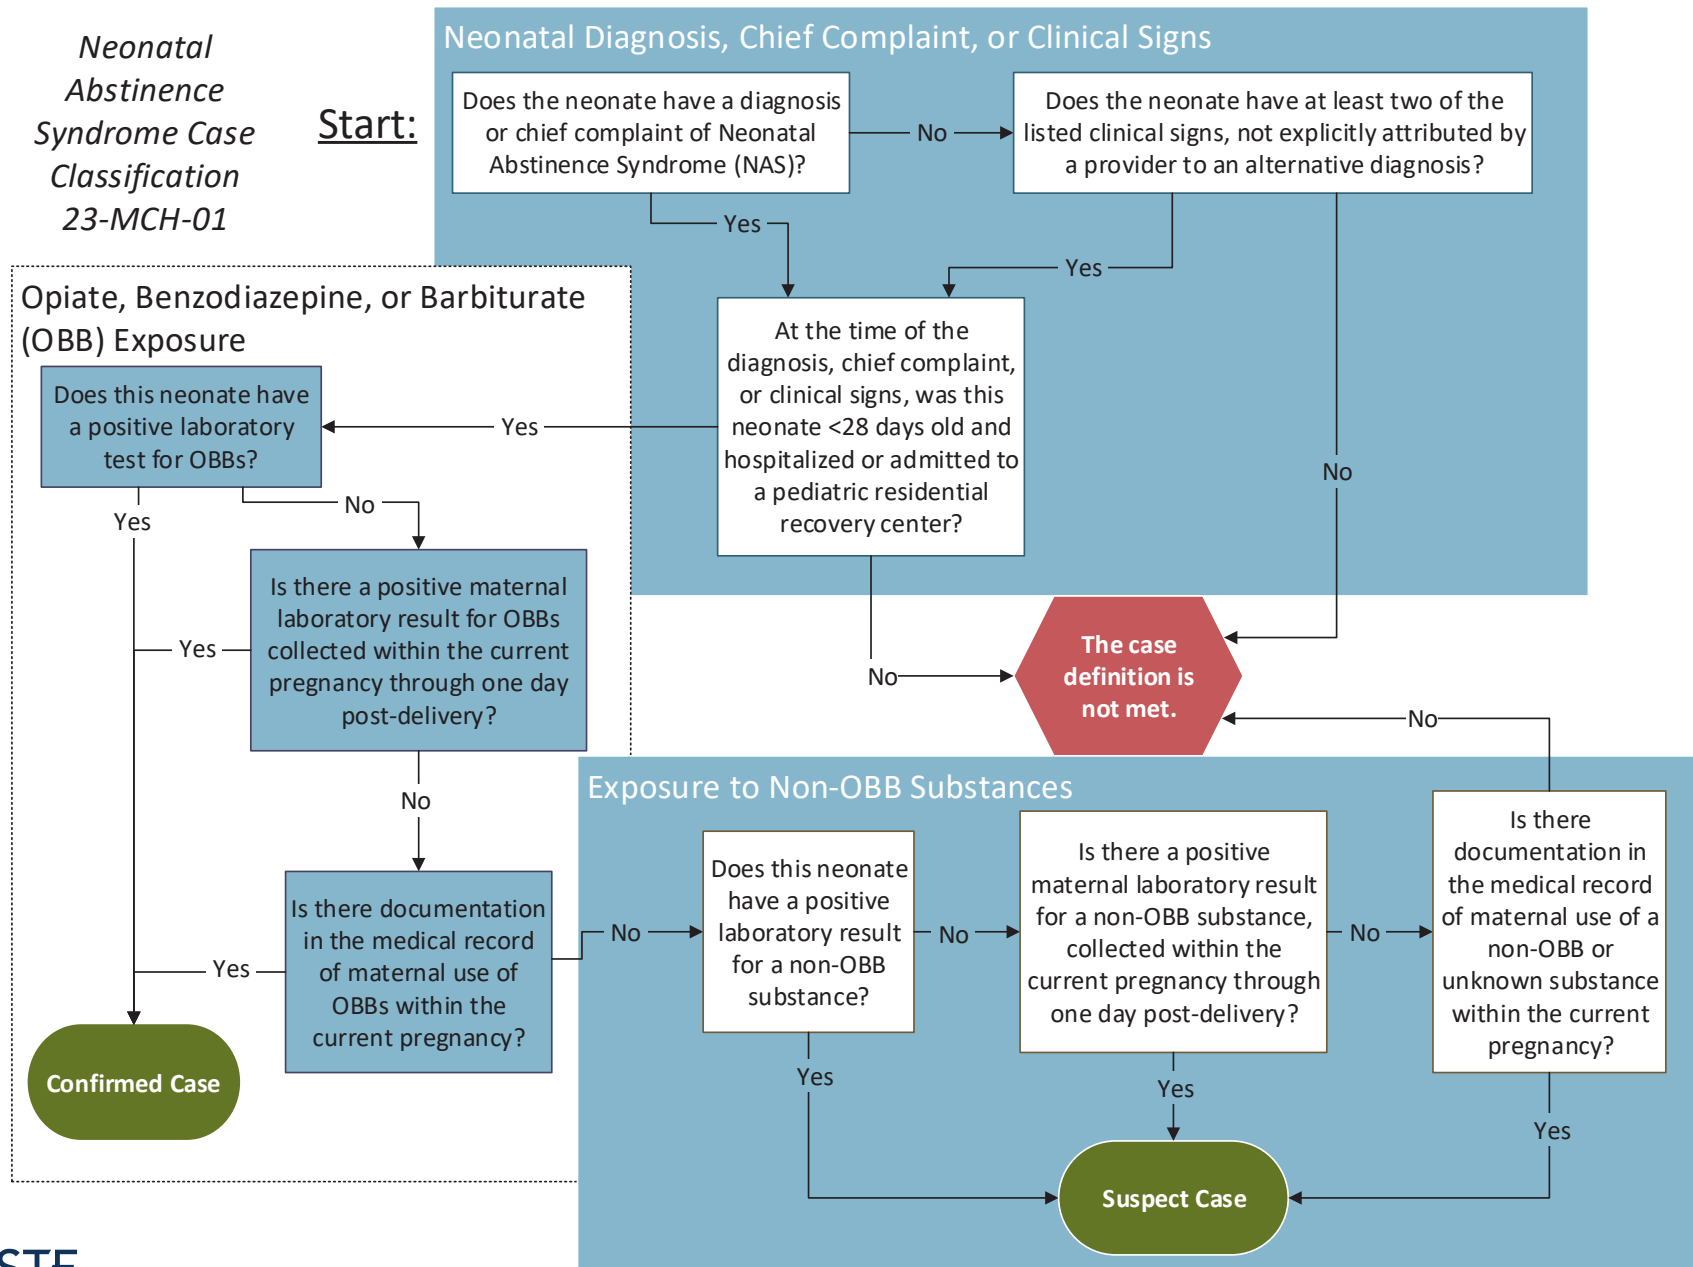 Neonatal
Abstinence
Syndrome Case
Classification
23-MCH-01
Start:
Neonatal Diagnosis, Chief Complaint, or Clinical Signs
Does the neonate have a diagnosis
or chief complaint of Neonatal
Abstinence Syndrome (NAS)?
No
Does the neonate have at least two of the
listed clinical signs, not explicitly attributed by
a provider to an alternative diagnosis?
Yes
Yes
No
At the time of the
diagnosis, chief complaint,
or clinical signs, was this
neonate <28 days old and
hospitalized or admitted to
a pediatric residential
recovery center?
Yes
No
Opiate, Benzodiazepine, or Barbiturate
(OBB) Exposure
Does this neonate have
a positive laboratory
test for OBBs?
Yes
No
Is there a positive maternal
laboratory result for OBBs
collected within the current
pregnancy through one day
post-delivery?
Yes
No
Is there documentation
in the medical record
of maternal use of
OBBs within the
current pregnancy?
Yes
No
Confirmed Case
The case
definition is
not met.
No
Exposure to Non-OBB Substances
Does this neonate
have a positive
laboratory result
for a non-OBB
substance?
No
Yes
Is there a positive
maternal laboratory result
for a non-OBB substance,
collected within the
current pregnancy through
one day post-delivery?
No
Yes
Is there
documentation in
the medical record
of maternal use of a
non-OBB or
unknown substance
within the current
pregnancy?
Yes
Suspect Case